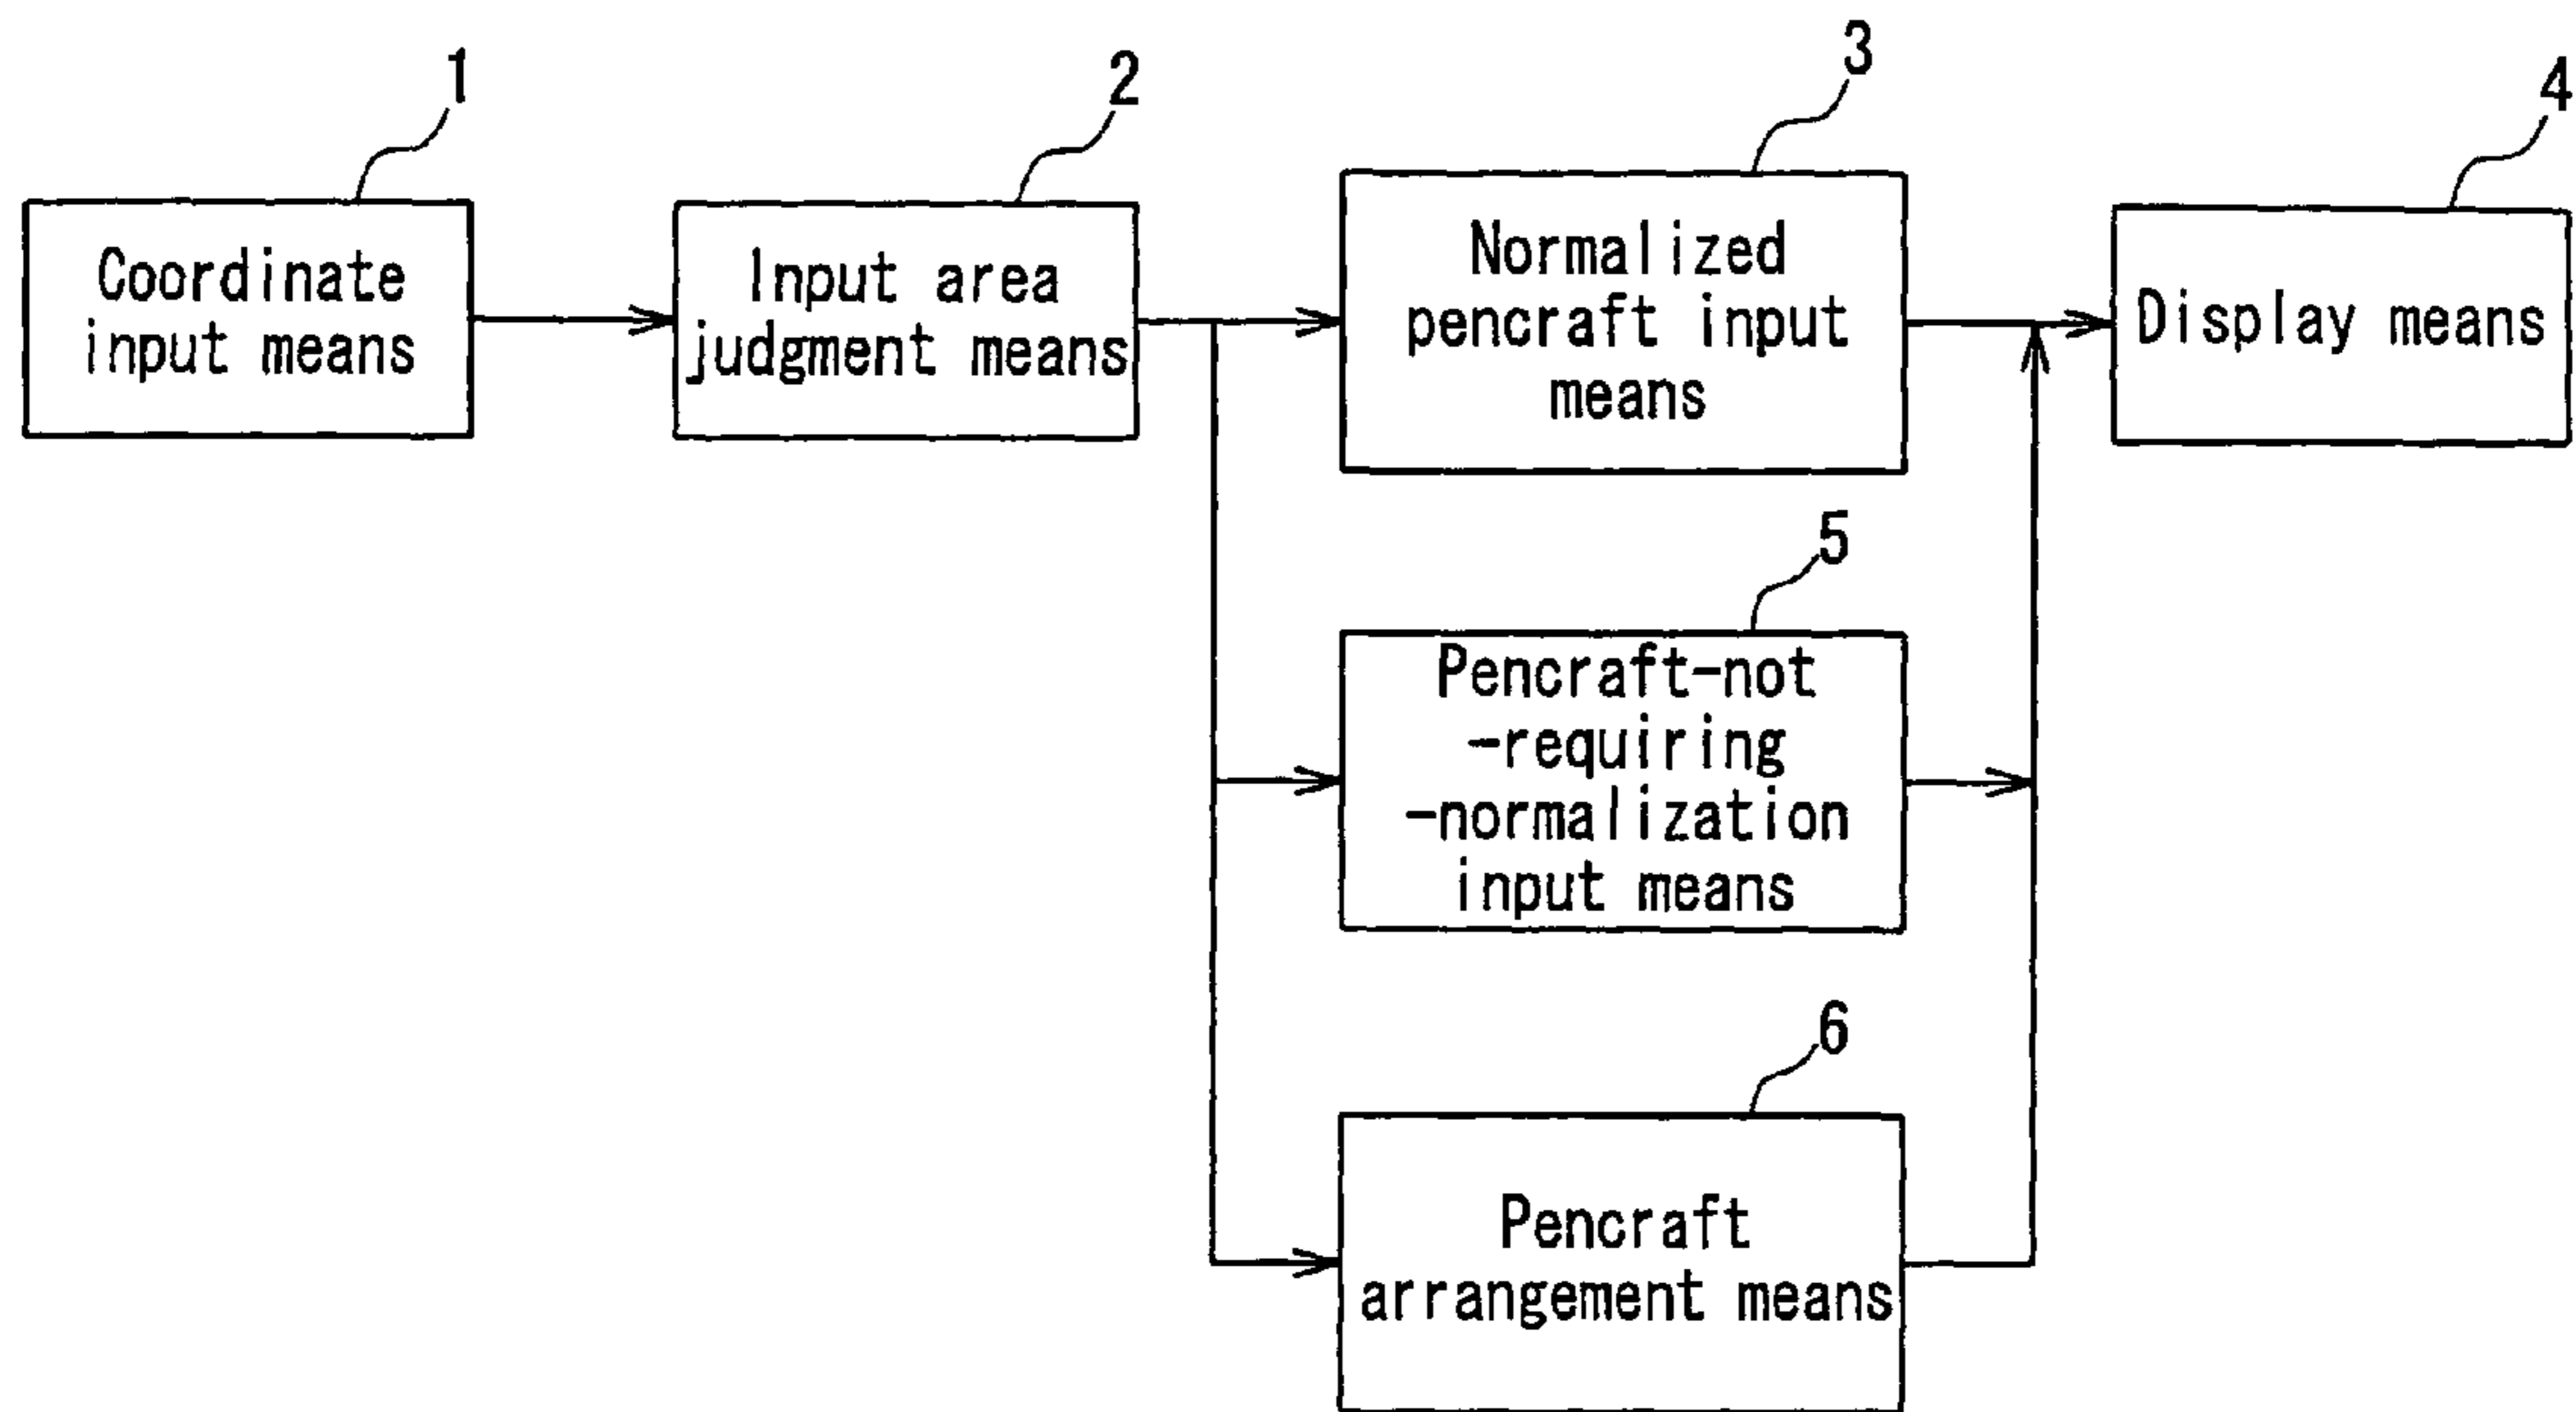 1
Coordinate
input means
2
Input area
judgment means
3
Normalized
pencraft input
means
4
Display means
5
Pencraft-not
-requiring
-normalization
input means
6
Pencraft
arrangement means